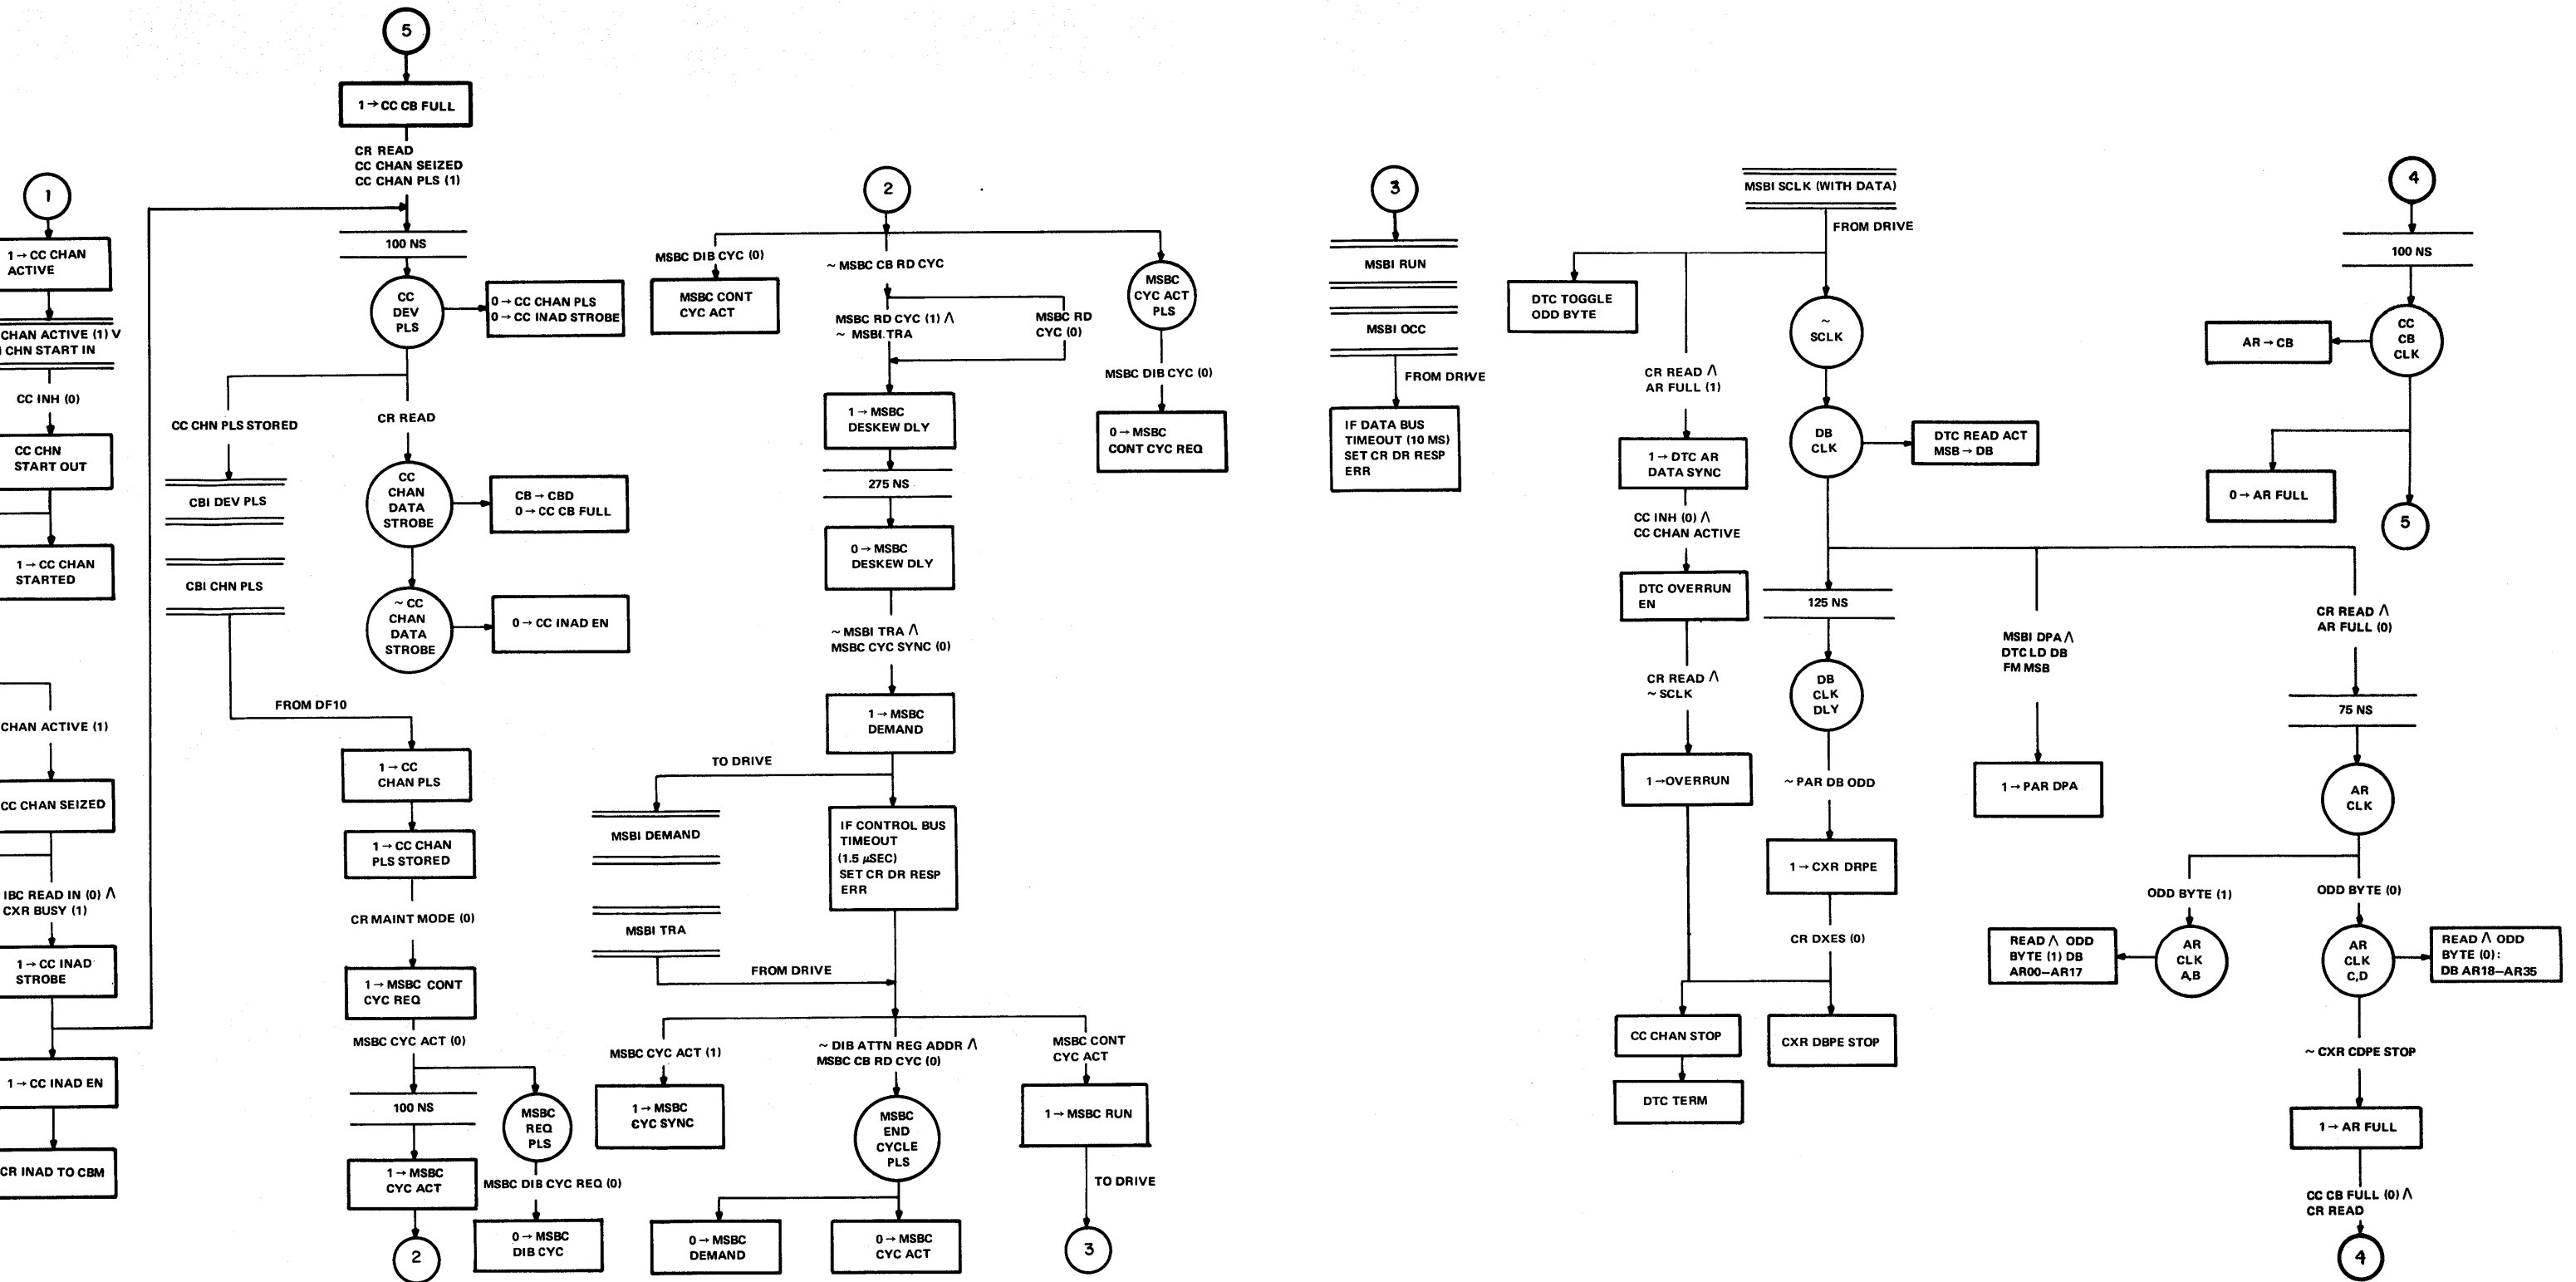 1
1→CC CHAN
ACTIVE
CHAN ACTIVE (1) V
CHN START IN
CC INH (0)
CC CHN
START OUT
1→CC CHAN
STARTED
CHAN ACTIVE (1)
CC CHAN SEIZED
IBC READ IN (0) Λ
CXR BUSY (1)
1→CC INAD
STROBE
1→CC INAD EN
CR INAD TO CBM
5
1→CC CB FULL
CR READ
CC CHAN SEIZED
CC CHAN PLS (1)
100 NS
CC
DEV
PLS
0→CC CHAN PLS
0→CC INAD STROBE
CC CHN PLS STORED
CR READ
CBI DEV PLS
CBI CHN PLS
CC
CHAN
DATA
STROBE
CB→CBD
0→CC CB FULL
~CC
CHAN
DATA
STROBE
0→CC INAD EN
FROM DF10
1→CC
CHAN PLS
1→CC CHAN
PLS STORED
CR MAINT MODE (0)
1→MSBC CONT
CYC REQ
MSBC CYC ACT (0)
100 NS
MSBC
REQ
PLS
1→MSBC
CYC ACT
MSBC DIB CYC REQ (0)
0→MSBC
DIB CYC
2
2
MSBC DIB CYC (0)
MSBC CONT
CYC ACT
~ MSBC CB RD CYC
MSBC RD CYC (1) Λ
~ MSBI TRA
MSBC RD
CYC (0)
MSBC
CYC ACT
PLS
MSBC DIB CYC (0)
0→MSBC
CONT CYC REQ
1→MSBC
DESKEW DLY
275 NS
0→MSBC
DESKEW DLY
~MSBI TRA Λ
MSBC CYC SYNC (0)
1→MSBC
DEMAND
TO DRIVE
MSBI DEMAND
MSBI TRA
FROM DRIVE
IF CONTROL BUS
TIMEOUT
(1.5 μSEC)
SET CR DR RESP
ERR
MSBC CYC ACT (1)
1→MSBC
CYC SYNC
~ DIB ATTN REG ADDR Λ
MSBC CB RD CYC (0)
MSBC
END
CYCLE
PLS
0→MSBC
DEMAND
0→MSBC
CYC ACT
MSBC CONT
CYC ACT
1→MSBC RUN
TO DRIVE
3
3
MSBI RUN
MSBI OCC
FROM DRIVE
IF DATA BUS
TIMEOUT (10 MS)
SET CR DR RESP
ERR
MSBI SCLK (WITH DATA)
FROM DRIVE
DTC TOGGLE
ODD BYTE
~
SCLK
CR READ Λ
AR FULL (1)
1→DTC AR
DATA SYNC
CC INH (0) Λ
CC CHAN ACTIVE
DTC OVERRUN
EN
CR READ Λ
~SCLK
1→OVERRUN
DB
CLK
DTC READ ACT
MSB→DB
125 NS
DB
CLK
DLY
~PAR DB ODD
1→CXR DRPE
CR DXES (0)
CC CHAN STOP
CXR DBPE STOP
DTC TERM
MSBI DPA Λ
DTC LD DB
FM MSB
1→PAR DPA
CR READ Λ
AR FULL (0)
75 NS
AR
CLK
ODD BYTE (1)
ODD BYTE (0)
READ Λ ODD
BYTE (1) DB
AR00–AR17
AR
CLK
A,B
AR
CLK
C,D
READ Λ ODD
BYTE (0):
DB AR18–AR35
~CXR CDPE STOP
1→AR FULL
CC CB FULL (0) Λ
CR READ
4
4
100 NS
CC
CB
CLK
AR→CB
0→AR FULL
5